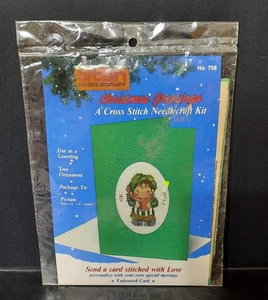 NEEDLECRAFT
No. 738
Christmas Greetings
A Cross Stitch Needlecraft Kit
Use as a
Greeting
Tree
Ornament
Package Tie
Picture
Send a card stitched with Love
personalize with your own special message
• Embossed Card •